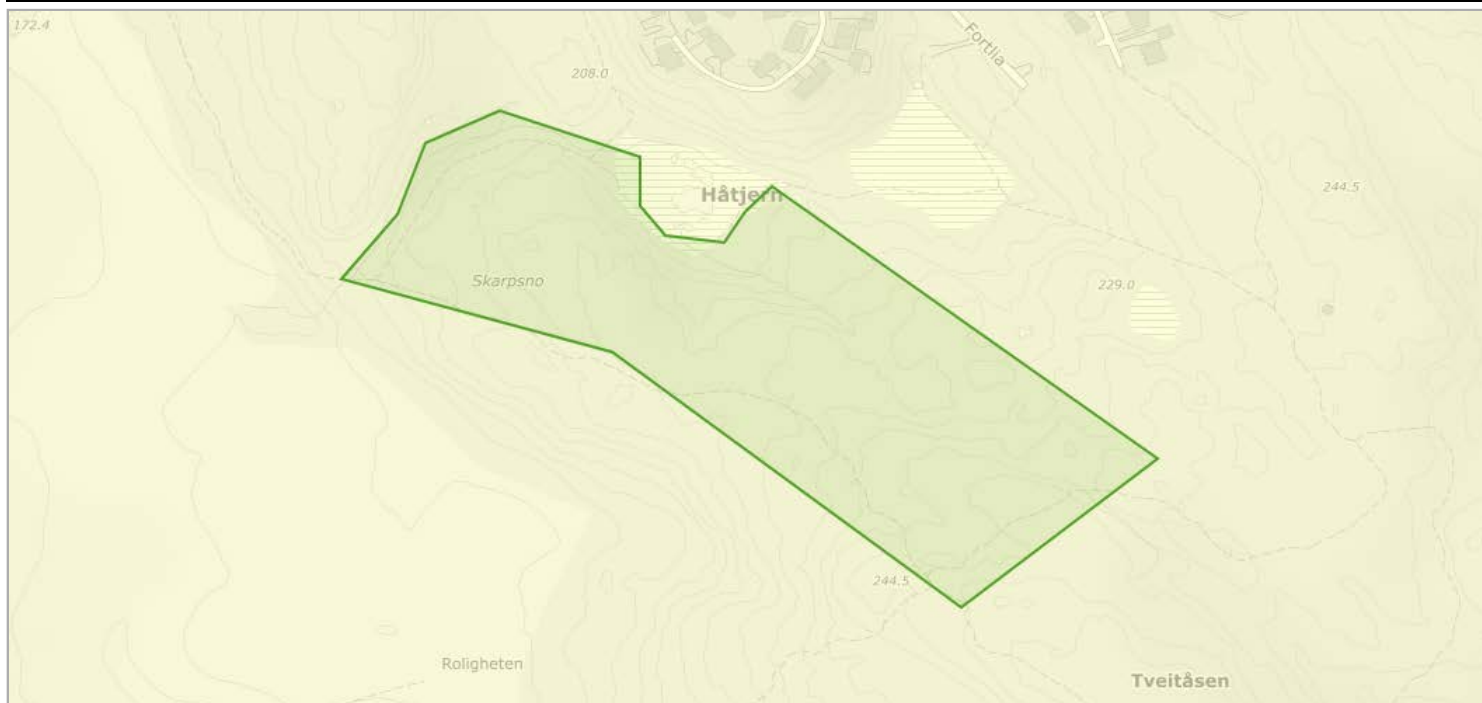 172.4
Fortlia
208.0
Håtjern
244.5
Skarpsno
229.0
244.5
Roligheten
Tveitåsen